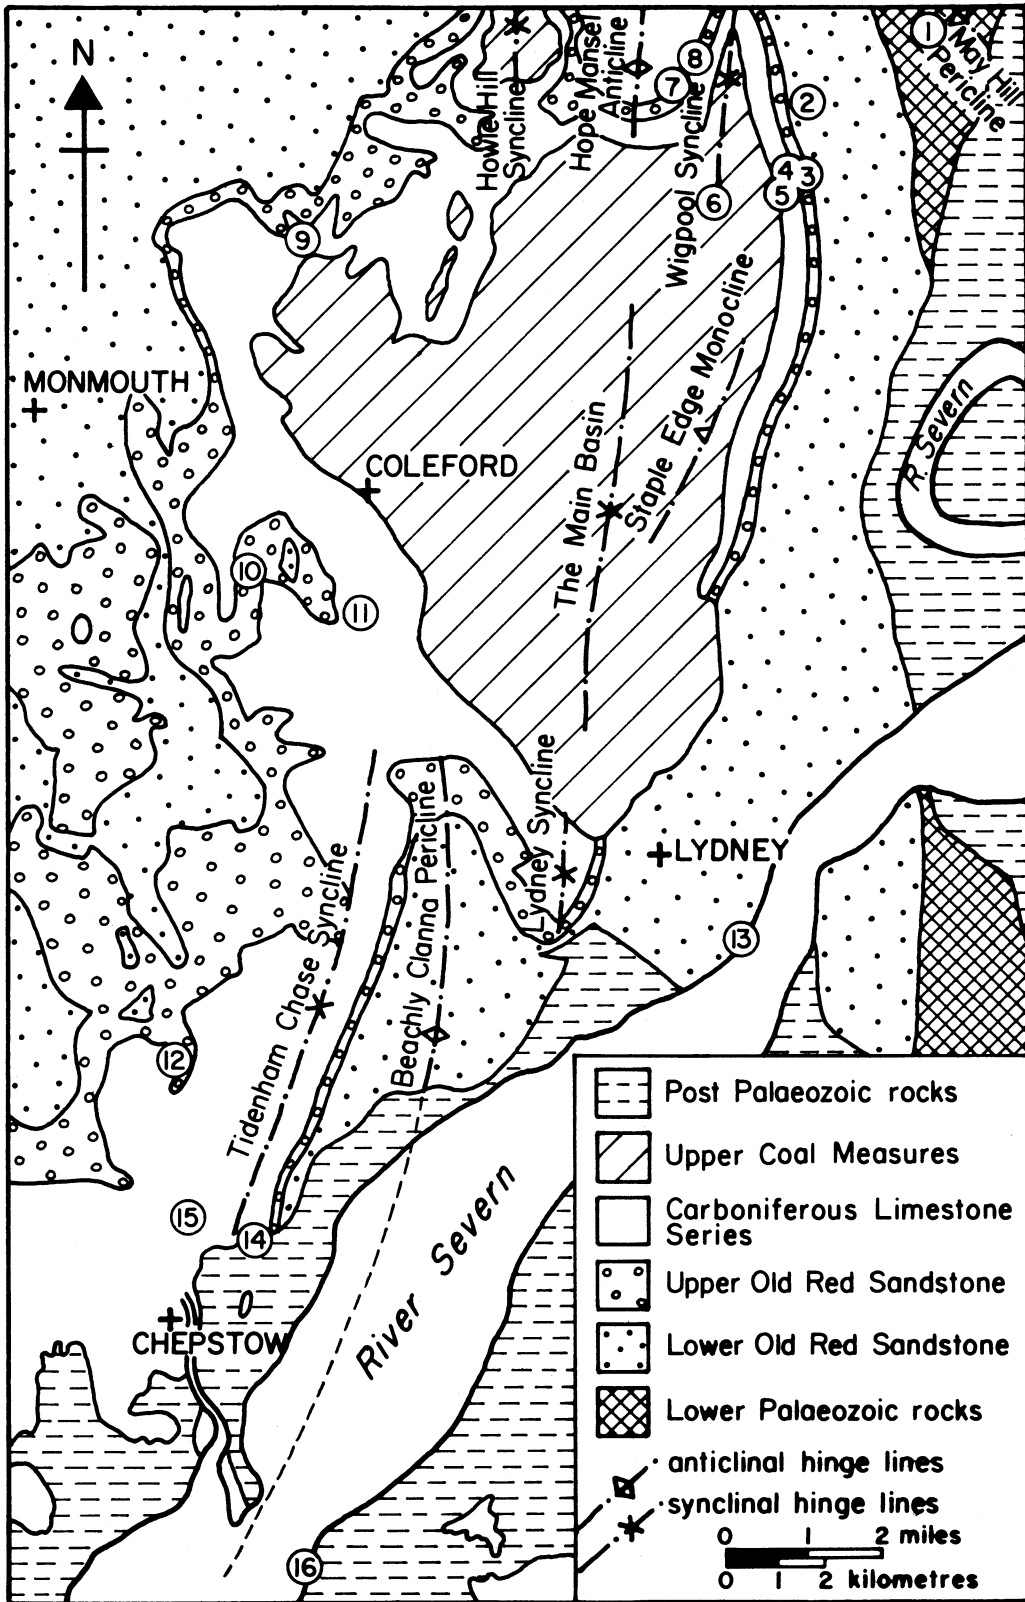 N
1
May Hill
Pericline
Howle Hill
Syncline
Hope Mansel
Anticline
8
7
2
Wigpool Syncline
4
3
5
6
9
MONMOUTH
R. Severn
COLEFORD
The Main Basin
Staple Edge Monocline
10
11
Lydney Syncline
LYDNEY
Beachly Clanna Pericline
Tidenham Chase Syncline
13
12
15
14
CHEPSTOW
River Severn
16
Post Palaeozoic rocks
Upper Coal Measures
Carboniferous Limestone
Series
Upper Old Red Sandstone
Lower Old Red Sandstone
Lower Palaeozoic rocks
anticlinal hinge lines
synclinal hinge lines
0 1 2 miles
0 1 2 kilometres